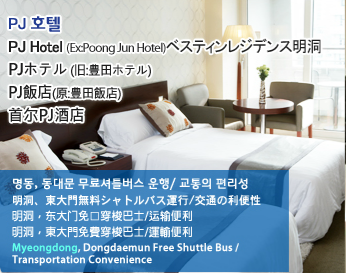 PJ 호텔
PJ Hotel (Ex:Poong Jun Hotel)ベスティンレジデンス明洞
PJホテル (旧:豊田ホテル)
PJ飯店(原:豊田飯店)
首尔PJ酒店
명동, 동대문 무료셔틀버스 운행/ 교통의 편리성
明洞、東大門無料シャトルバス運行/交通の利便性
明洞，东大门免□穿梭巴士/运输便利
明洞，東大門免費穿梭巴士/運輸便利
Myeongdong, Dongdaemun Free Shuttle Bus /
Transportation Convenience